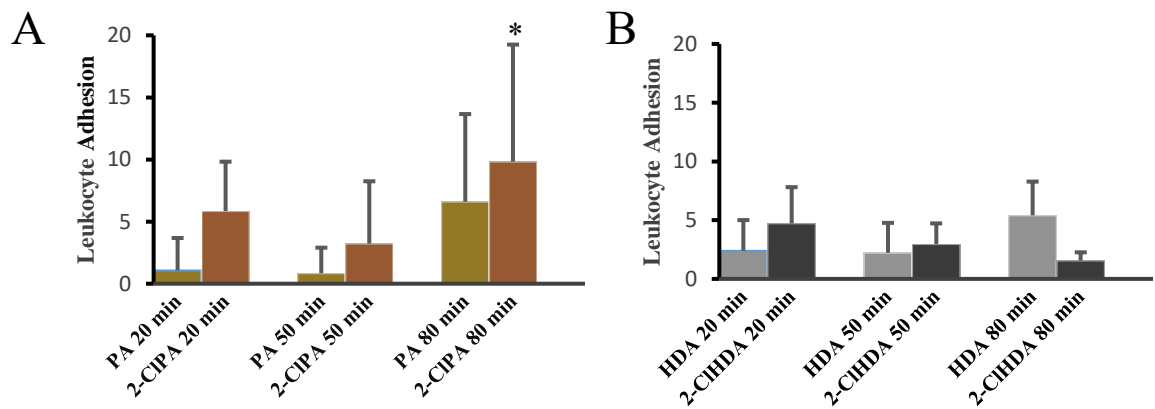 A
Leukocyte Adhesion
20
15
10
5
0
*
PA 20 min
2-ClPA 20 min
PA 50 min
2-ClPA 50 min
PA 80 min
2-ClPA 80 min
B
Leukocyte Adhesion
20
15
10
5
0
HDA 20 min
2-ClHDA 20 min
HDA 50 min
2-ClHDA 50 min
HDA 80 min
2-ClHDA 80 min